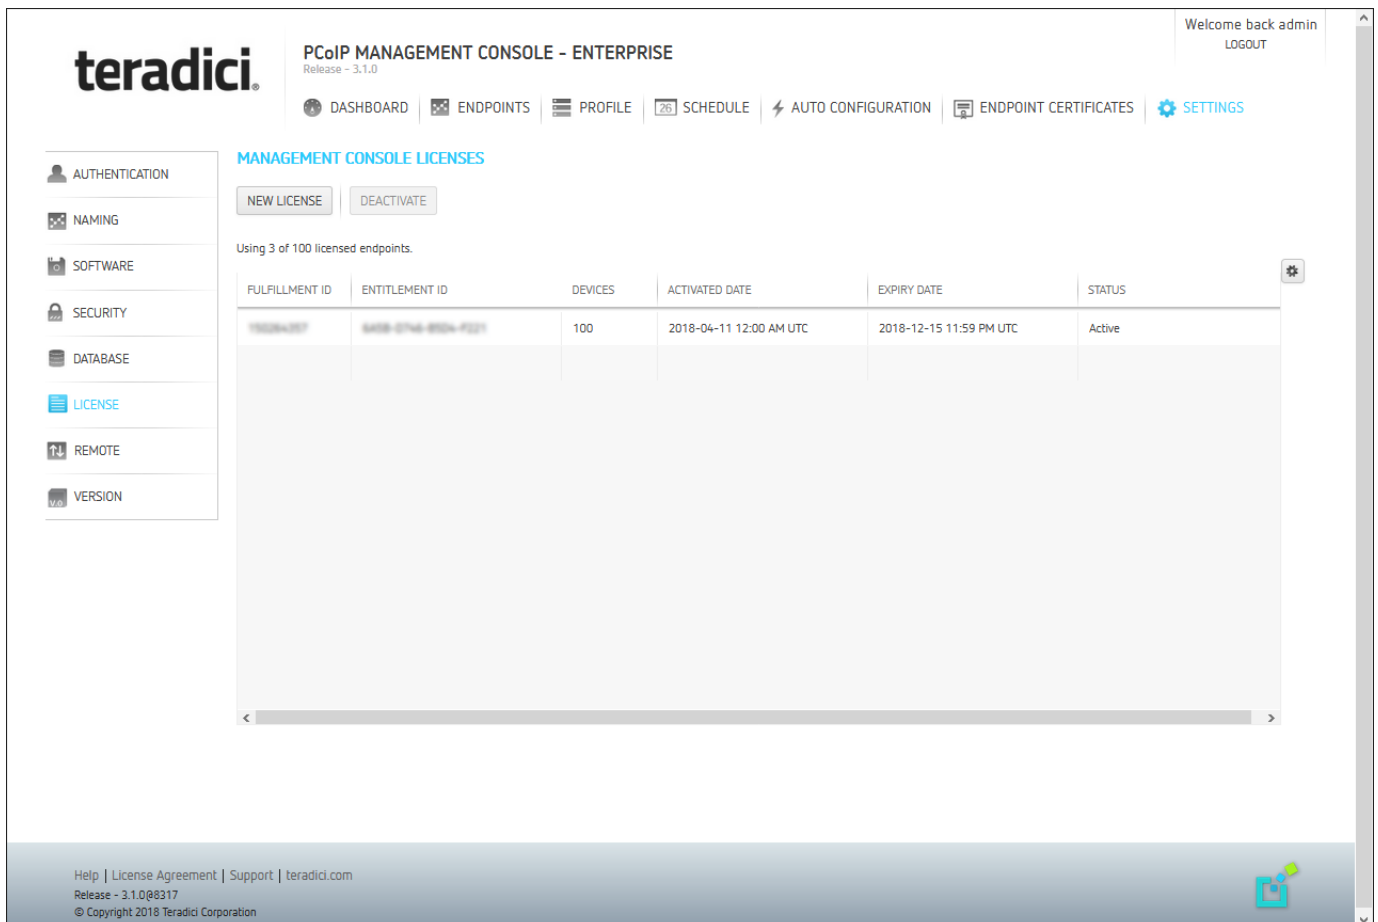 Welcome back admin
LOGOUT
teradici.
PCoIP MANAGEMENT CONSOLE - ENTERPRISE
Release - 3.1.0
DASHBOARD
ENDPOINTS
PROFILE
26 SCHEDULE
AUTO CONFIGURATION
ENDPOINT CERTIFICATES
SETTINGS
AUTHENTICATION
NAMING
SOFTWARE
SECURITY
DATABASE
LICENSE
REMOTE
VERSION
MANAGEMENT CONSOLE LICENSES
NEW LICENSE
DEACTIVATE
Using 3 of 100 licensed endpoints.
FULFILLMENT ID ENTITLEMENT ID DEVICES ACTIVATED DATE EXPIRY DATE STATUS
100 2018-04-11 12:00 AM UTC 2018-12-15 11:59 PM UTC Active
Help | License Agreement | Support | teradici.com
Release - 3.1.0@8317
© Copyright 2018 Teradici Corporation